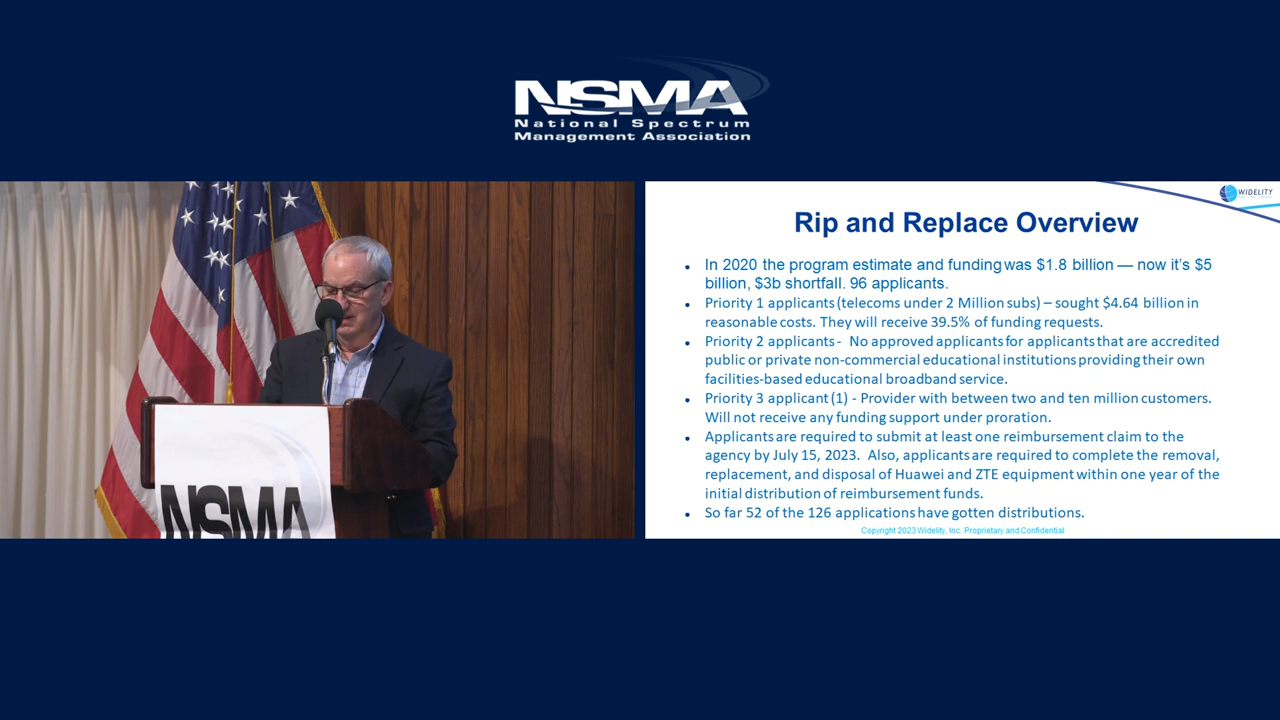 NSMA
National Spectrum
Management Association
NSMA
WIDELITY
Rip and Replace Overview
• In 2020 the program estimate and funding was $1.8 billion — now it's $5
billion, $3b shortfall. 96 applicants.
• Priority 1 applicants (telecoms under 2 Million subs) – sought $4.64 billion in
reasonable costs. They will receive 39.5% of funding requests.
• Priority 2 applicants - No approved applicants for applicants that are accredited
public or private non-commercial educational institutions providing their own
facilities-based educational broadband service.
• Priority 3 applicant (1) - Provider with between two and ten million customers.
Will not receive any funding support under proration.
• Applicants are required to submit at least one reimbursement claim to the
agency by July 15, 2023. Also, applicants are required to complete the removal,
replacement, and disposal of Huawei and ZTE equipment within one year of the
initial distribution of reimbursement funds.
• So far 52 of the 126 applications have gotten distributions.
Copyright 2023 Widelity, Inc. Proprietary and Confidential